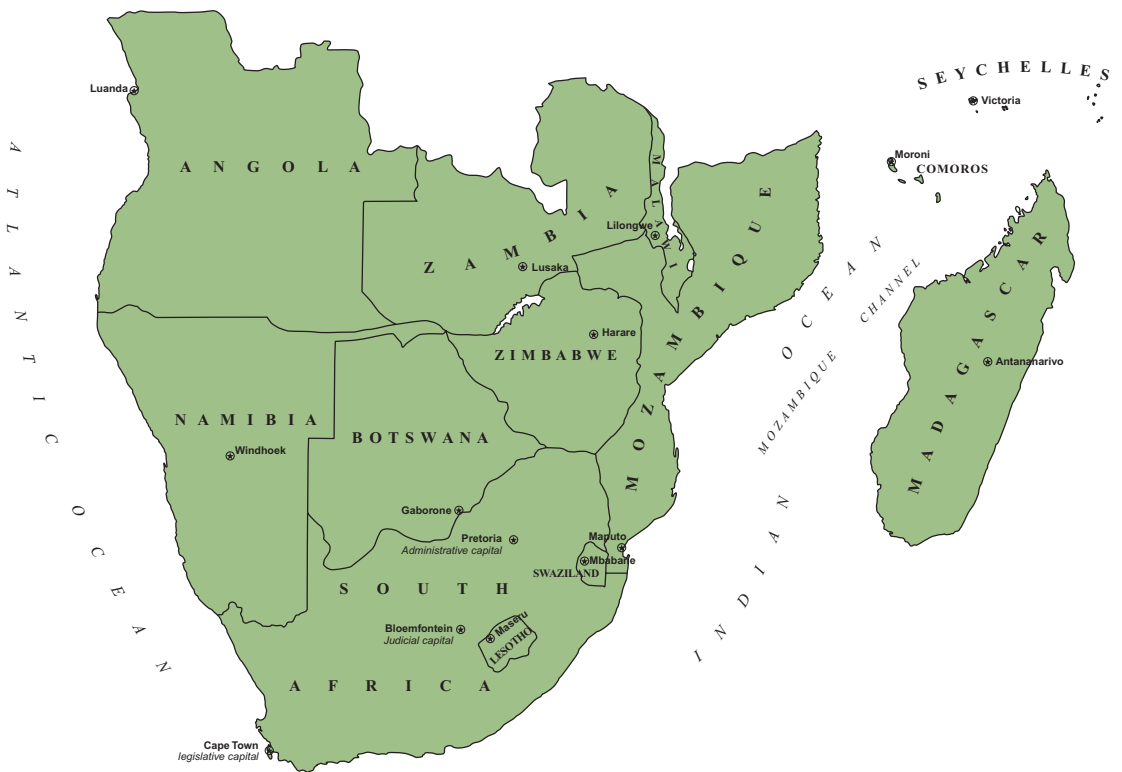 SEYCHELLES
Victoria
Luanda
ANGOLA
Moroni
COMOROS
MALAWI
Lilongwe
ZAMBIA
Lusaka
MOZAMBIQUE
Harare
ZIMBABWE
MADAGASCAR
Antananarivo
MOZAMBIQUE CHANNEL
ATLANTIC OCEAN
INDIAN OCEAN
NAMIBIA
Windhoek
BOTSWANA
Gaborone
Pretoria
Administrative capital
Maputo
Mbabane
SWAZILAND
SOUTH AFRICA
Bloemfontein
Judicial capital
Maseru
LESOTHO
Cape Town
legislative capital